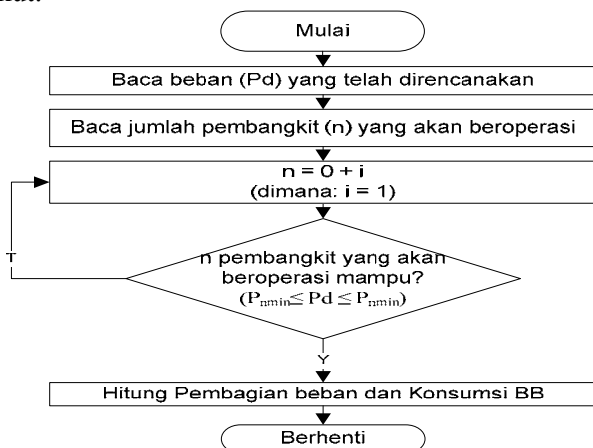 Mulai
Baca beban (Pd) yang telah direncanakan
Baca jumlah pembangkit (n) yang akan beroperasi
n = 0 + i
(dimana: i = 1)
T
n pembangkit yang akan
beroperasi mampu?
(Pnmin≤ Pd ≤ Pnmin)
Y
Hitung Pembagian beban dan Konsumsi BB
Berhenti